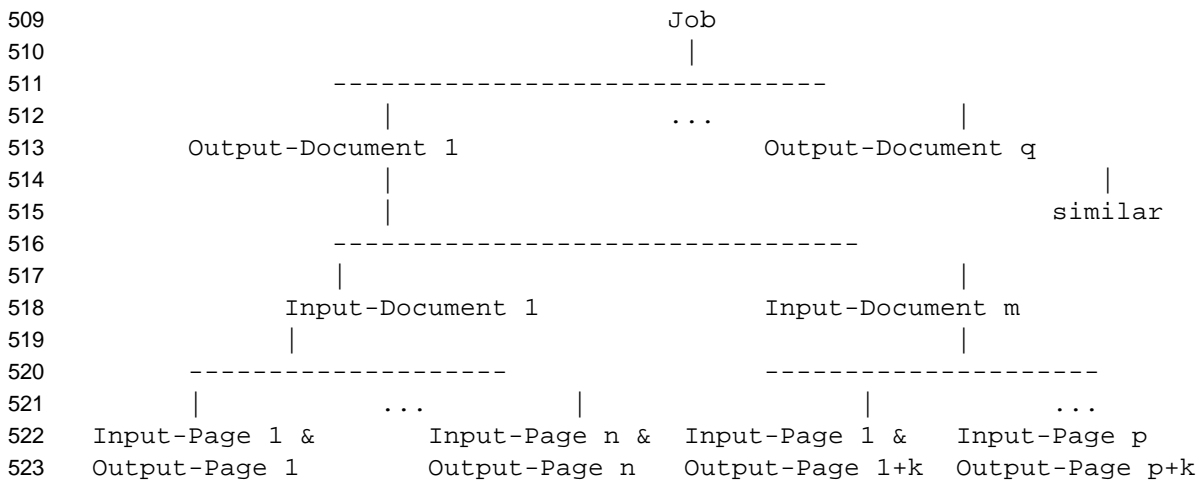 509 Job
510 |
511 -------------------------------
512 | ... |
513 Output-Document 1 Output-Document q
514 | |
515 | similar
516 ---------------------------------
517 | |
518 Input-Document 1 Input-Document m
519 | |
520 -------------------- ---------------------
521 | ... | | ...
522 Input-Page 1 & Input-Page n & Input-Page 1 & Input-Page p
523 Output-Page 1 Output-Page n Output-Page 1+k Output-Page p+k